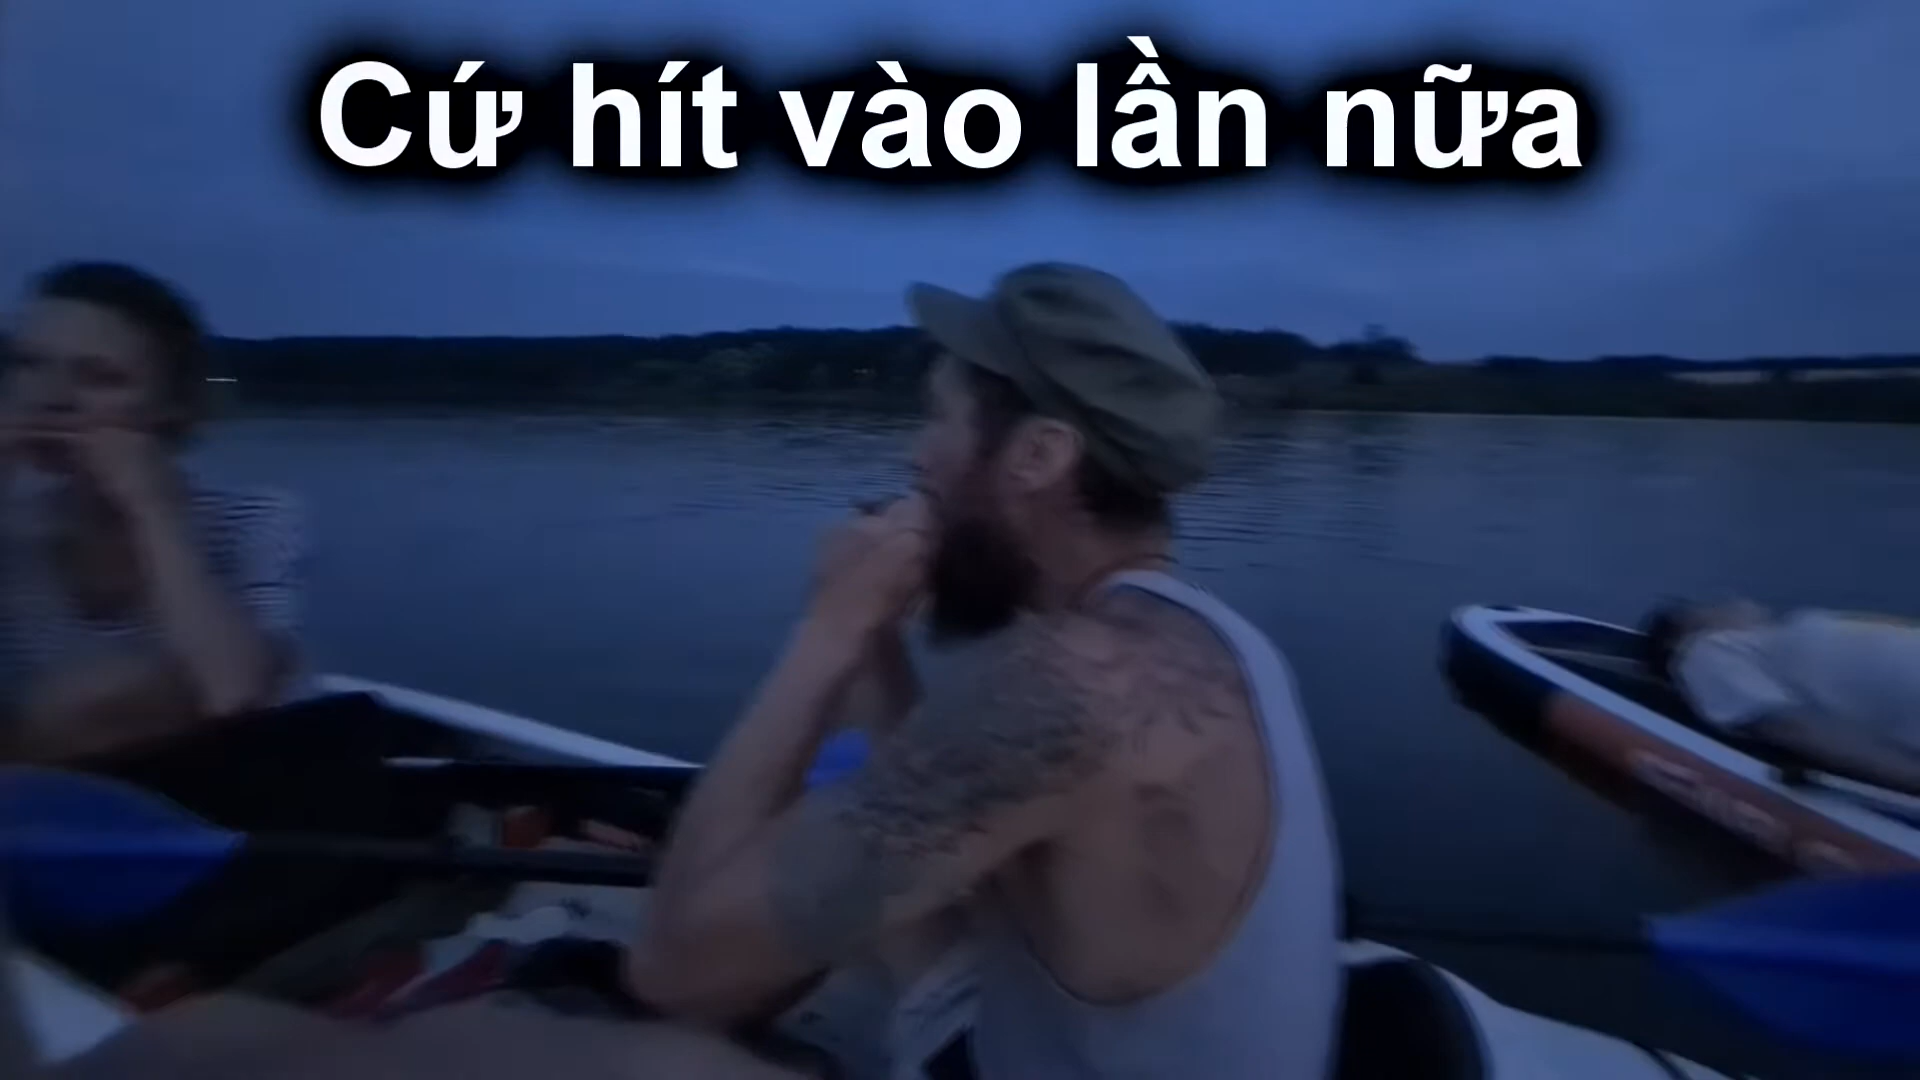 Cứ hít vào lần nữa